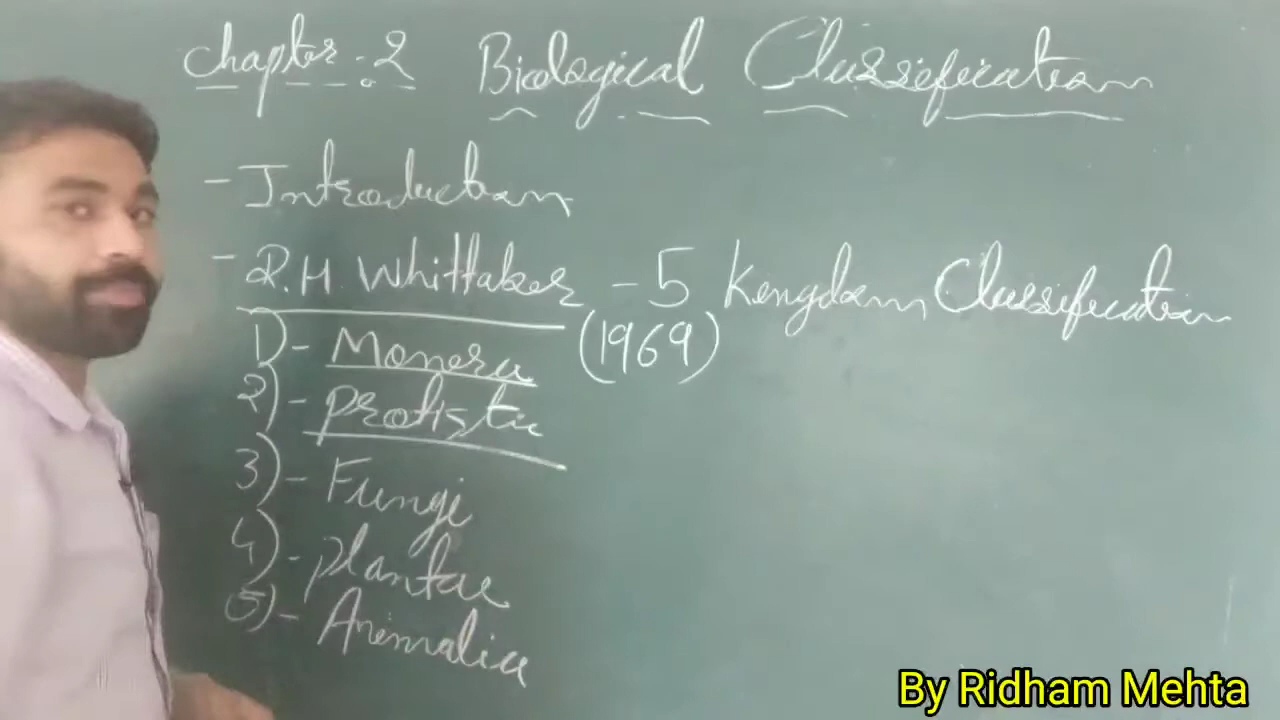 Chapter-2 Biological Classification
- Introduction
- R.H. Whittaker - 5 Kingdom Classification
(1969)
1)- Monera
2)- Protista
3)- Fungi
4)- Plantae
5)- Animalia
By Ridham Mehta